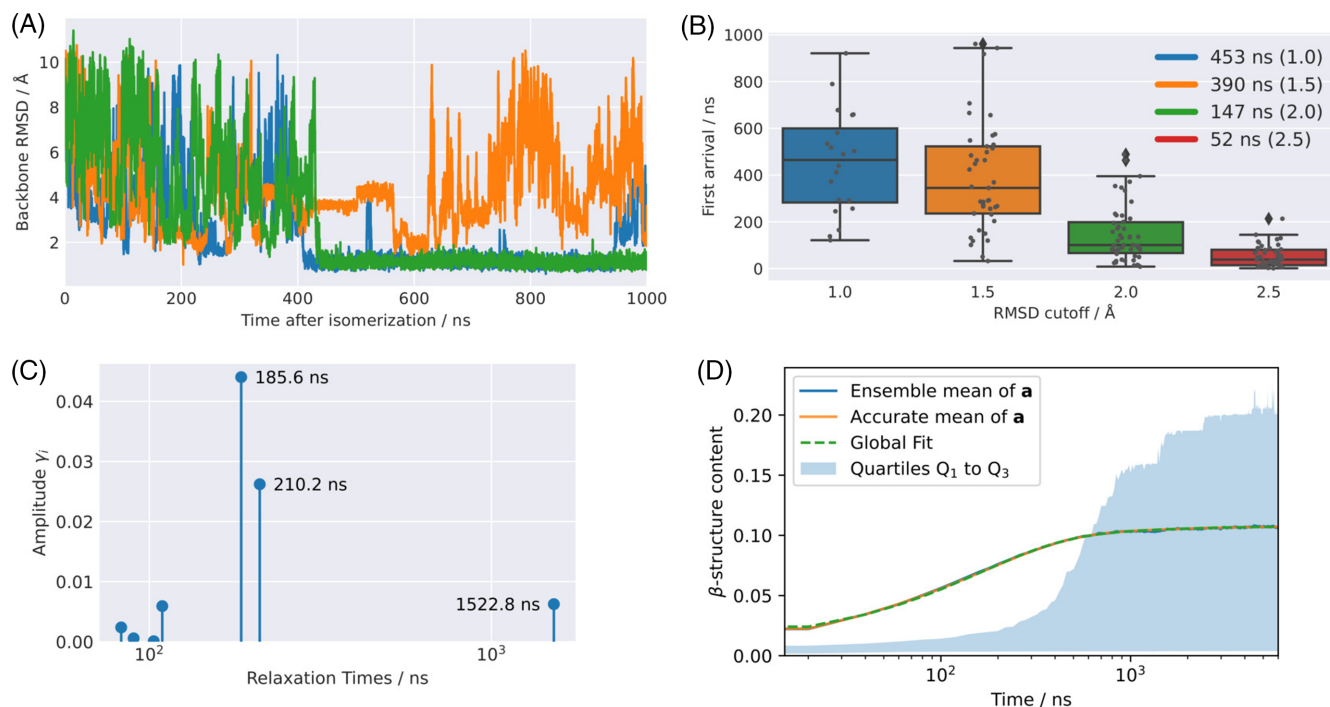 (A)
Backbone RMSD / Å
10
8
6
4
2
0
200
400
600
800
1000
Time after isomerization / ns
(B)
First arrival / ns
1000
800
600
400
200
0
453 ns (1.0)
390 ns (1.5)
147 ns (2.0)
52 ns (2.5)
1.0
1.5
2.0
2.5
RMSD cutoff / Å
(C)
Amplitude γᵢ
0.04
0.03
0.02
0.01
0.00
185.6 ns
210.2 ns
1522.8 ns
10²
10³
Relaxation Times / ns
(D)
β-structure content
0.20
0.15
0.10
0.05
0.00
Ensemble mean of a
Accurate mean of a
Global Fit
Quartiles Q₁ to Q₃
10²
10³
Time / ns